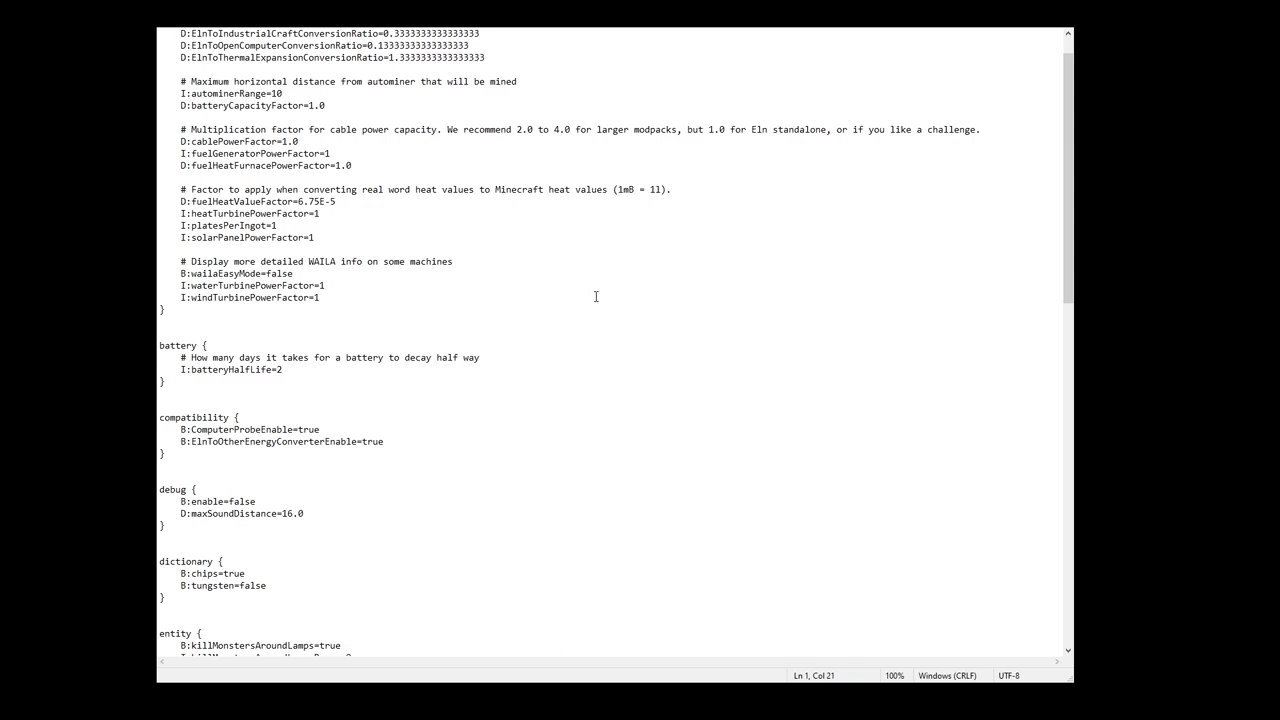 D:ElnToIndustrialCraftConversionRatio=0.3333333333333333
D:ElnToOpenComputerConversionRatio=0.13333333333333333
D:ElnToThermalExpansionConversionRatio=1.3333333333333333
# Maximum horizontal distance from autominer that will be mined
I:autominerRange=10
D:batteryCapacityFactor=1.0
# Multiplication factor for cable power capacity. We recommend 2.0 to 4.0 for larger modpacks, but 1.0 for Eln standalone, or if you like a challenge.
D:cablePowerFactor=1.0
I:fuelGeneratorPowerFactor=1
D:fuelHeatFurnacePowerFactor=1.0
# Factor to apply when converting real word heat values to Minecraft heat values (1mB = 1l).
D:fuelHeatValueFactor=6.75E-5
I:heatTurbinePowerFactor=1
I:platesPerIngot=1
I:solarPanelPowerFactor=1
# Display more detailed WAILA info on some machines
B:wailaEasyMode=false
I:waterTurbinePowerFactor=1
I:windTurbinePowerFactor=1
}
battery {
# How many days it takes for a battery to decay half way
I:batteryHalfLife=2
}
compatibility {
B:ComputerProbeEnable=true
B:ElnToOtherEnergyConverterEnable=true
}
debug {
B:enable=false
D:maxSoundDistance=16.0
}
dictionary {
B:chips=true
B:tungsten=false
}
entity {
B:killMonstersAroundLamps=true
Ln 1, Col 21
100%
Windows (CRLF)
UTF-8